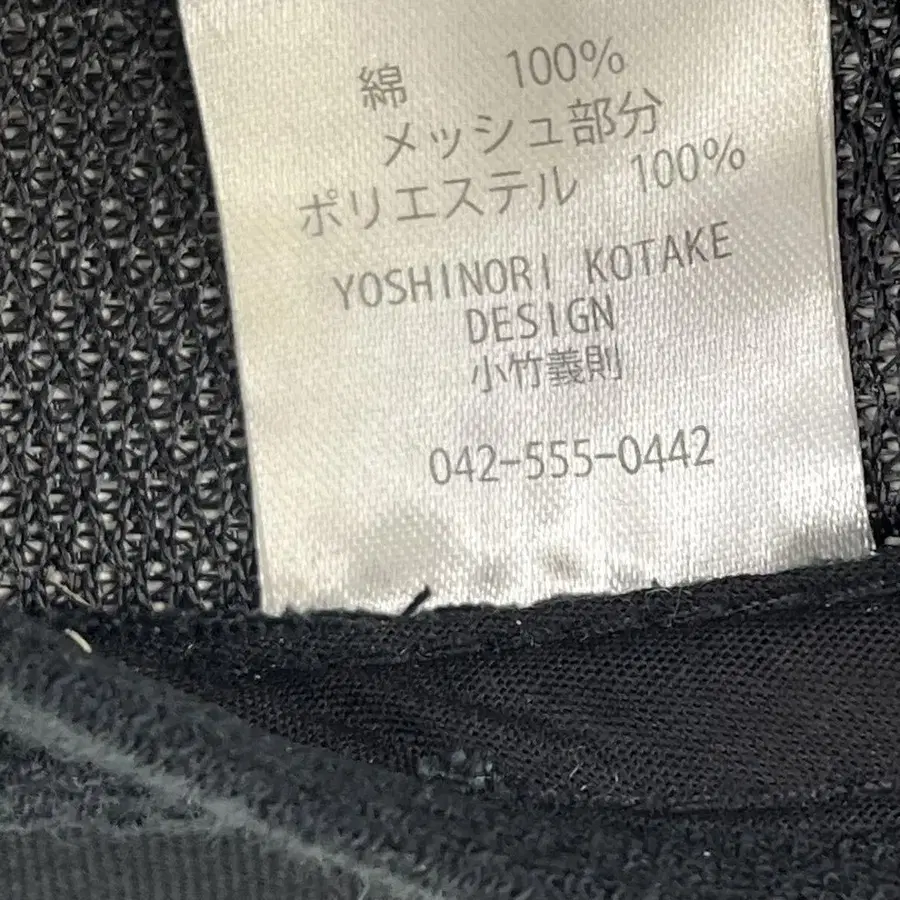 綿 100%
メッシュ部分
ポリエステル 100%
YOSHINORI KOTAKE
DESIGN
小竹義則
042-555-0442